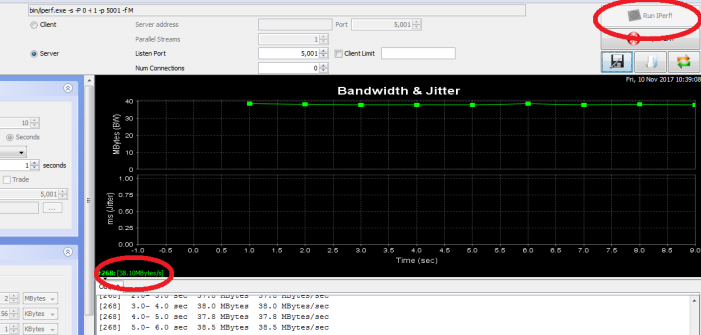 bin/iperf.exe -s -P 0 -i 1 -p 5001 -f M
Run IPerf!
Client
Server address
Port
5,001
Parallel Streams
1
Server
Listen Port
5,001
Client Limit
Num Connections
0
Fri, 10 Nov 2017 10:39:08
Bandwidth & Jitter
10
Seconds
1
seconds
Trade
5,001
...
MBytes (BW)
40
30
20
10
0
ms (Jitter)
1.00
0.75
0.50
0.25
0.00
-1.0 -0.5 0.0 0.5 1.0 1.5 2.0 2.5 3.0 3.5 4.0 4.5 5.0 5.5 6.0 6.5 7.0 7.5 8.0 8.5 9.0
Time (sec)
#268: [38.10MBytes/s]
2 MBytes
56 KBytes
1 KBytes
[268] 2.0- 3.0 sec 37.8 MBytes 37.8 MBytes/sec
[268] 3.0- 4.0 sec 38.0 MBytes 38.0 MBytes/sec
[268] 4.0- 5.0 sec 37.8 MBytes 37.8 MBytes/sec
[268] 5.0- 6.0 sec 38.5 MBytes 38.5 MBytes/sec